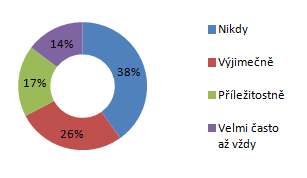 14%
38%
17%
26%
Nikdy
Výjimečně
Příležitostně
Velmi často
až vždy